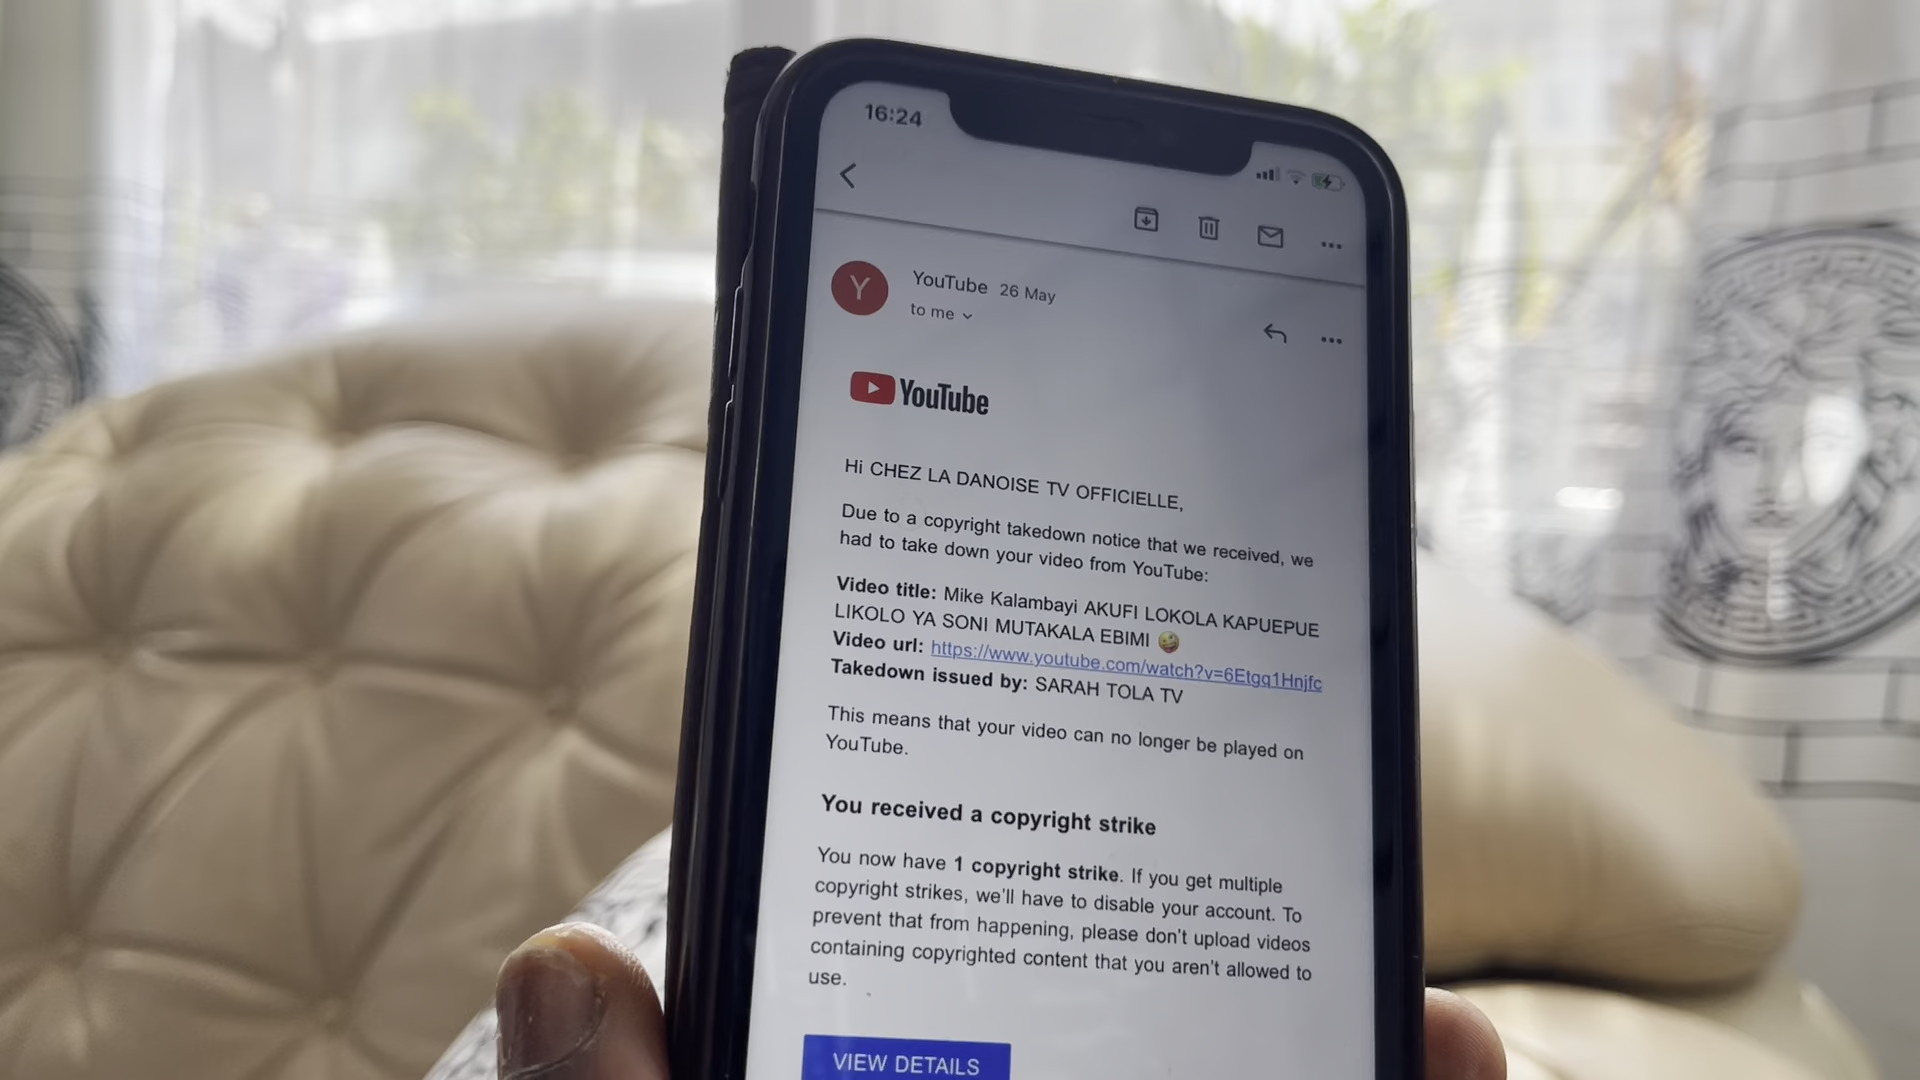 16:24
Y
YouTube 26 May
to me
YouTube
Hi CHEZ LA DANOISE TV OFFICIELLE,
Due to a copyright takedown notice that we received, we
had to take down your video from YouTube:
Video title: Mike Kalambayi AKUFI LOKOLA KAPUEPUE
LIKOLO YA SONI MUTAKALA EBIMI 🤪
Video url: https://www.youtube.com/watch?v=6Etgq1Hnjfc
Takedown issued by: SARAH TOLA TV
This means that your video can no longer be played on
YouTube.
You received a copyright strike
You now have 1 copyright strike. If you get multiple
copyright strikes, we'll have to disable your account. To
prevent that from happening, please don't upload videos
containing copyrighted content that you aren't allowed to
use.
VIEW DETAILS